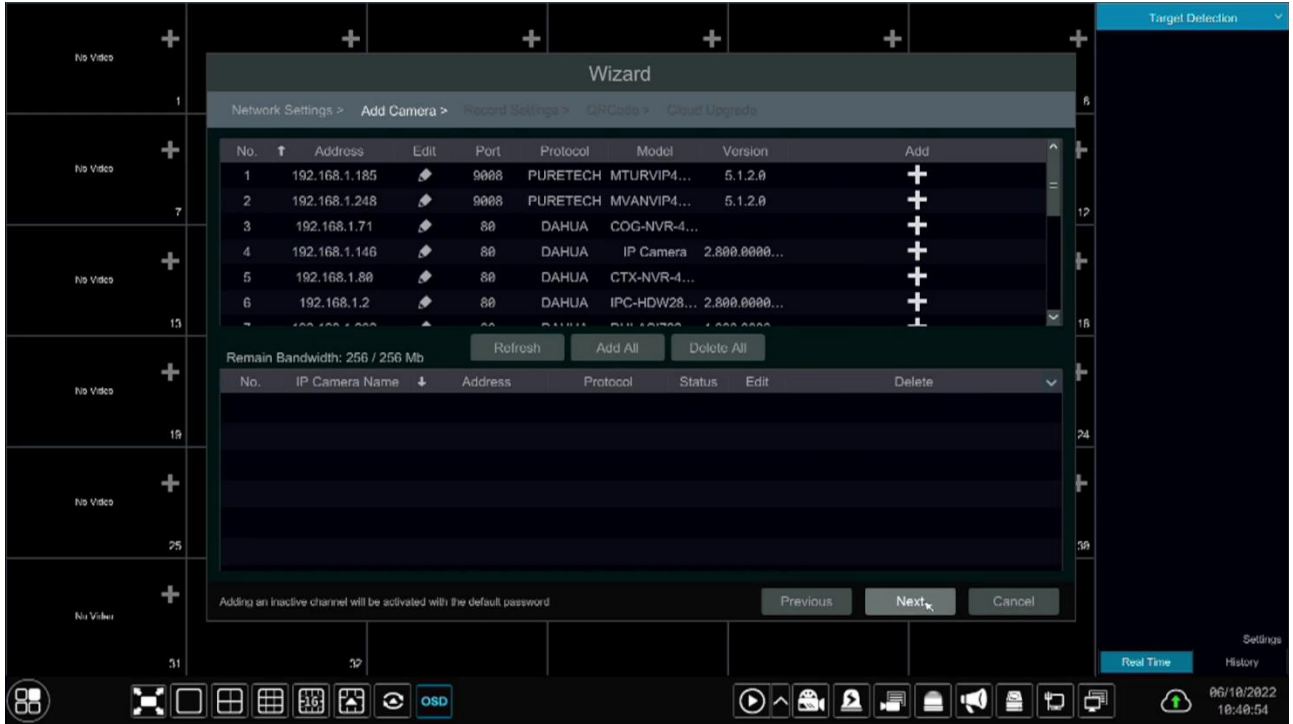 Target Detection
Wizard
No Video
1
6
Network Settings > Add Camera > Record Settings > QRCode > Cloud Upgrade
No. Address Edit Port Protocol Model Version Add
1 192.168.1.185 9008 PURETECH MTURVIP4... 5.1.2.0
2 192.168.1.248 9008 PURETECH MVANVIP4... 5.1.2.0
3 192.168.1.71 80 DAHUA COG-NVR-4...
4 192.168.1.146 80 DAHUA IP Camera 2.800.0000...
5 192.168.1.80 80 DAHUA CTX-NVR-4...
6 192.168.1.2 80 DAHUA IPC-HDW28... 2.800.0000...
No Video
7
12
No Video
13
18
Refresh Add All Delete All
Remain Bandwidth: 256 / 256 Mb
No. IP Camera Name Address Protocol Status Edit Delete
No Video
19
24
No Video
25
30
Adding an inactive channel will be activated with the default password
Previous Next Cancel
No Video
31
32
Settings
Real Time History
16
OSD
06/10/2022
10:40:54